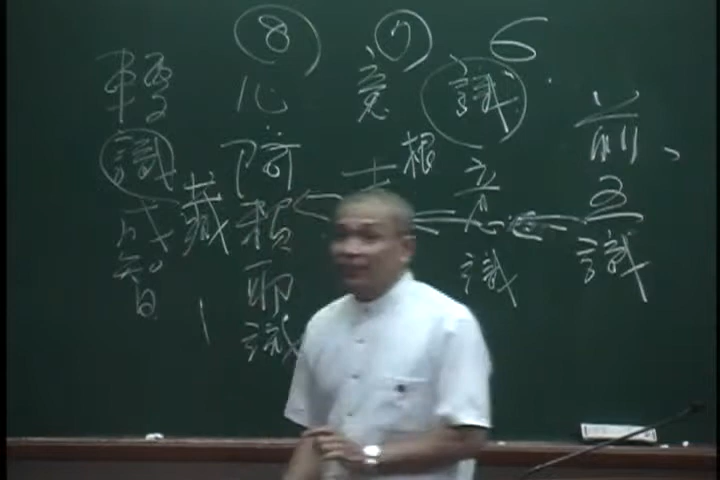 前、五識
6 識 意識
7 意
根
8 心 阿賴耶識
藏
轉識成智